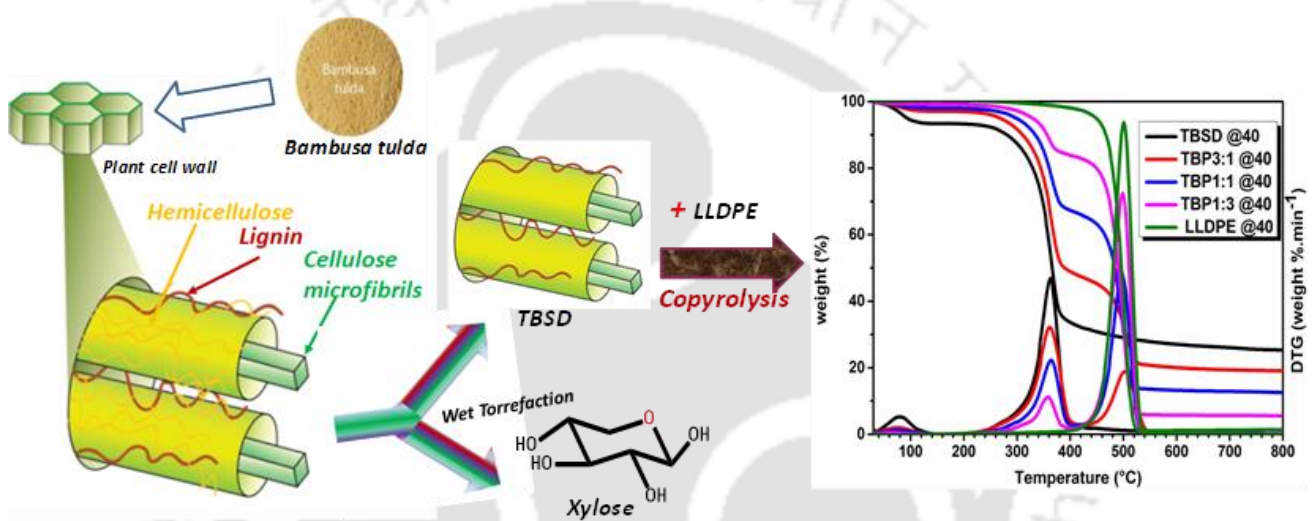 Bambusa
tulda
Bambusa tulda
Plant cell wall
Hemicellulose
Lignin
Cellulose
microfibrils
TBSD
+ LLDPE
Copyrolysis
Wet Torrefaction
O
HO
HO
OH
OH
Xylose
100
80
60
40
20
0
weight (%)
100 200 300 400 500 600 700 800
Temperature (°C)
DTG (weight %.min⁻¹)
TBSD @40
TBP3:1 @40
TBP1:1 @40
TBP1:3 @40
LLDPE @40